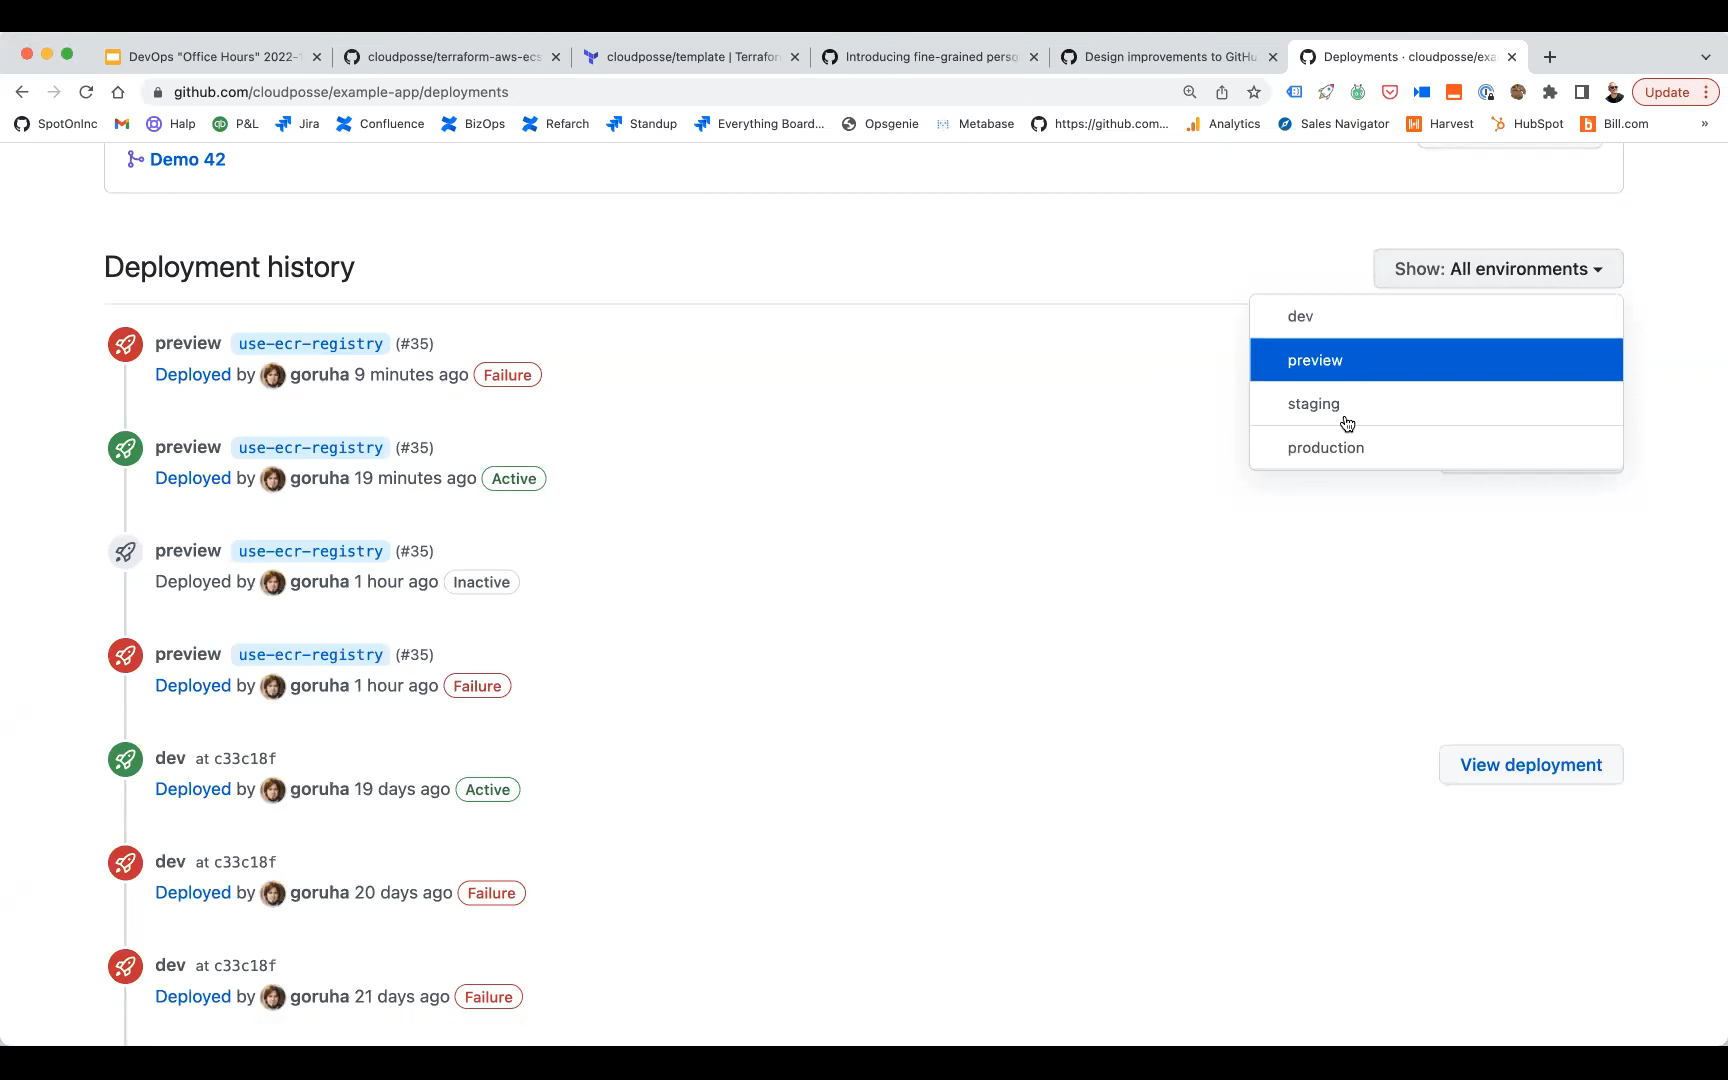 DevOps "Office Hours" 2022-1
cloudposse/terraform-aws-ecs
cloudposse/template | Terrafor
Introducing fine-grained perso
Design improvements to GitHu
Deployments · cloudposse/exa
github.com/cloudposse/example-app/deployments
Update
SpotOnInc
Halp
P&L
Jira
Confluence
BizOps
Refarch
Standup
Everything Board...
Opsgenie
Metabase
https://github.com...
Analytics
Sales Navigator
Harvest
HubSpot
Bill.com
»
Demo 42
Deployment history
Show: All environments
dev
preview
staging
production
preview use-ecr-registry (#35)
Deployed by goruha 9 minutes ago Failure
preview use-ecr-registry (#35)
Deployed by goruha 19 minutes ago Active
preview use-ecr-registry (#35)
Deployed by goruha 1 hour ago Inactive
preview use-ecr-registry (#35)
Deployed by goruha 1 hour ago Failure
dev at c33c18f
Deployed by goruha 19 days ago Active
View deployment
dev at c33c18f
Deployed by goruha 20 days ago Failure
dev at c33c18f
Deployed by goruha 21 days ago Failure